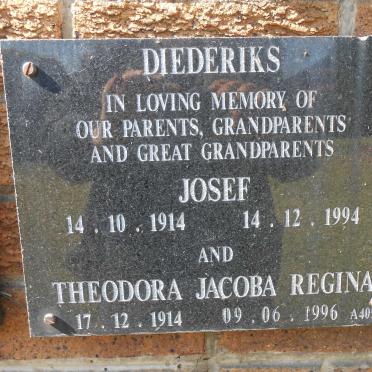 DIEDERIKS
IN LOVING MEMORY OF
OUR PARENTS, GRANDPARENTS
AND GREAT GRANDPARENTS
JOSEF
14 . 10 . 1914 14 . 12 . 1994
AND
THEODORA JACOBA REGINA
17 . 12 . 1914 09 . 06 . 1996